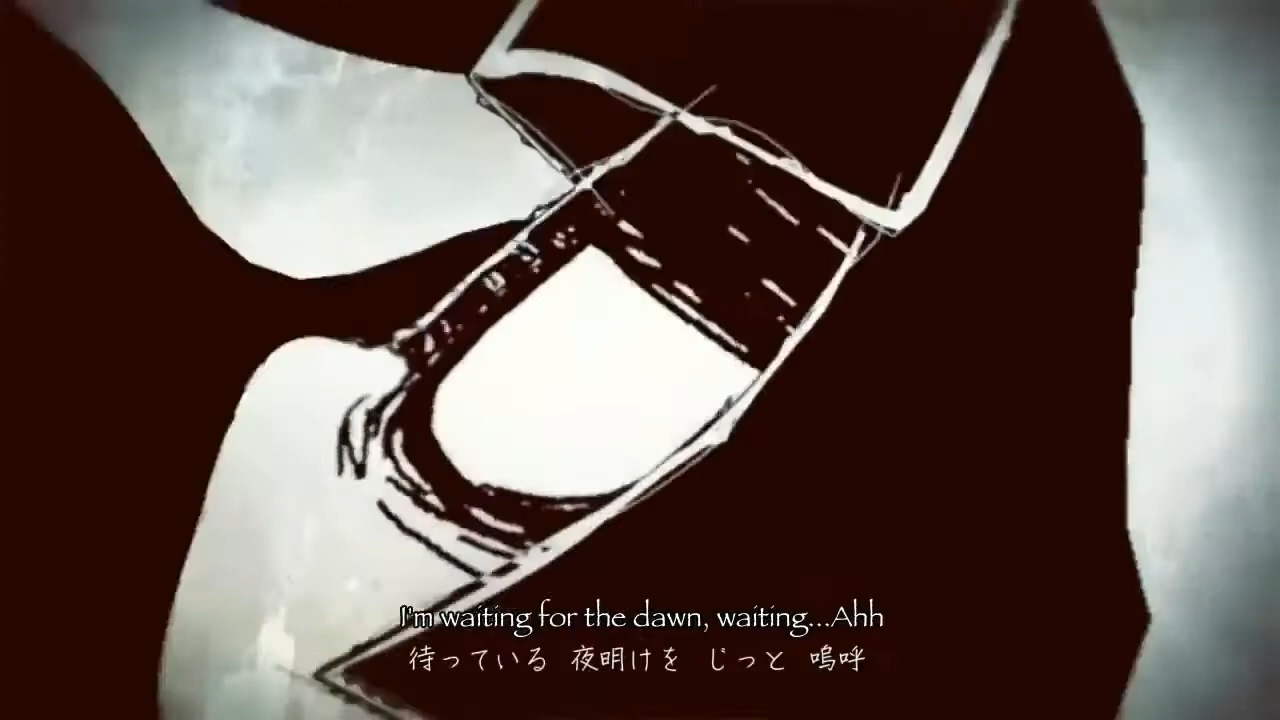 I'm waiting for the dawn, waiting...Ahh
待っている 夜明けを じっと 嗚呼